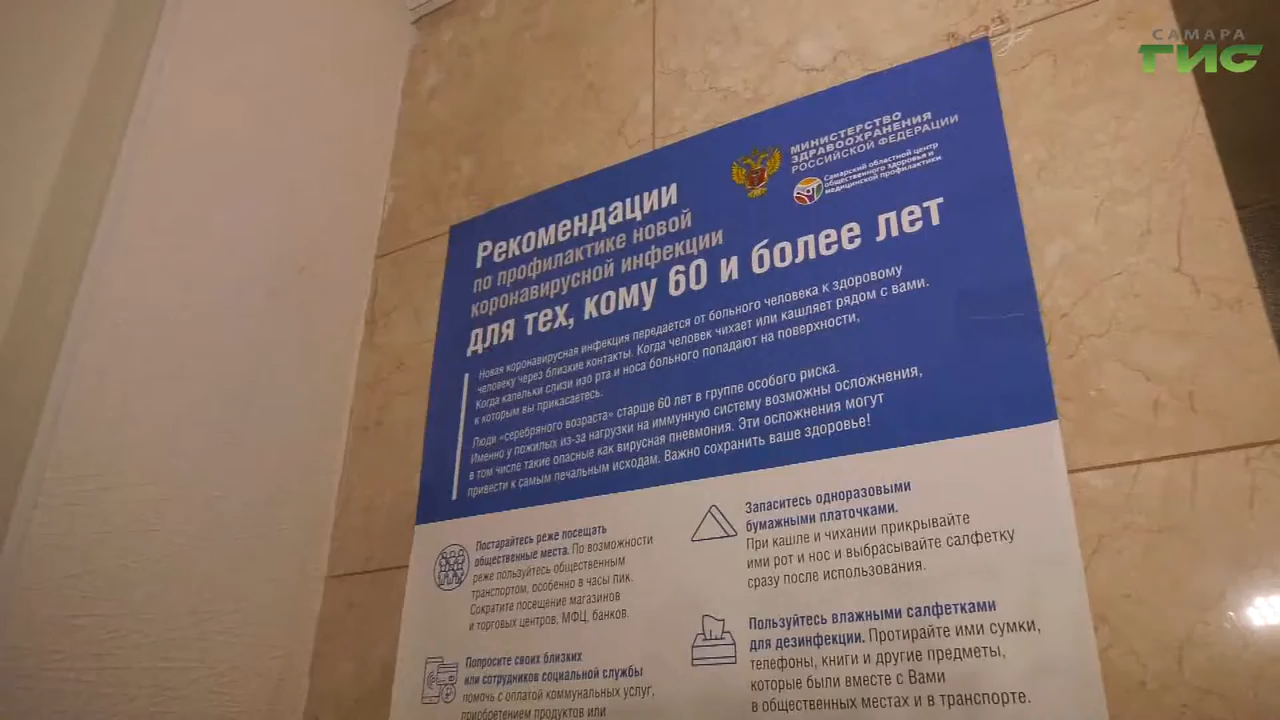 САМАРА
ГИС
МИНИСТЕРСТВО
ЗДРАВООХРАНЕНИЯ
РОССИЙСКОЙ ФЕДЕРАЦИИ
Самарский областной центр
общественного здоровья и
медицинской профилактики
Рекомендации
по профилактике новой
коронавирусной инфекции
для тех, кому 60 и более лет
Новая коронавирусная инфекция передается от больного человека к здоровому
человеку через близкие контакты. Когда человек чихает или кашляет рядом с вами.
Когда капельки слизи изо рта и носа больного попадают на поверхности,
к которым вы прикасаетесь.
Люди «серебряного возраста» старше 60 лет в группе особого риска.
Именно у пожилых из-за нагрузки на иммунную систему возможны осложнения,
в том числе такие опасные как вирусная пневмония. Эти осложнения могут
привести к самым печальным исходам. Важно сохранить ваше здоровье!
Постарайтесь реже посещать
общественные места. По возможности
реже пользуйтесь общественным
транспортом, особенно в часы пик.
Сократите посещение магазинов
и торговых центров, МФЦ, банков.
Попросите своих близких
или сотрудников социальной службы
помочь с оплатой коммунальных услуг,
приобретением продуктов или
Запаситесь одноразовыми
бумажными платочками.
При кашле и чихании прикрывайте
ими рот и нос и выбрасывайте салфетку
сразу после использования.
Пользуйтесь влажными салфетками
для дезинфекции. Протирайте ими сумки,
телефоны, книги и другие предметы,
которые были вместе с Вами
в общественных местах и в транспорте.